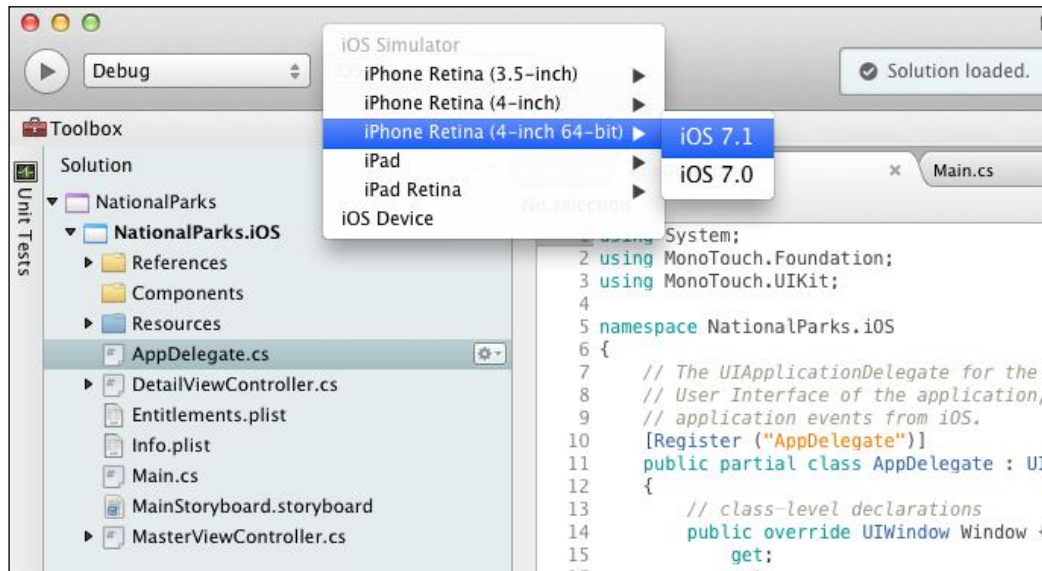 iOS Simulator
iPhone Retina (3.5-inch)
iPhone Retina (4-inch)
iPhone Retina (4-inch 64-bit)
iPad
iPad Retina
iOS Device
iOS 7.1
iOS 7.0
Debug
Solution loaded.
Toolbox
Unit Tests
Solution
NationalParks
NationalParks.iOS
References
Components
Resources
AppDelegate.cs
DetailViewController.cs
Entitlements.plist
Info.plist
Main.cs
MainStoryboard.storyboard
MasterViewController.cs
Main.cs
No selection
1 using System;
2 using MonoTouch.Foundation;
3 using MonoTouch.UIKit;
4
5 namespace NationalParks.iOS
6 {
7 // The UIApplicationDelegate for the
8 // User Interface of the application,
9 // application events from iOS.
10 [Register ("AppDelegate")]
11 public partial class AppDelegate : UI
12 {
13 // class-level declarations
14 public override UIWindow Window {
15 get;